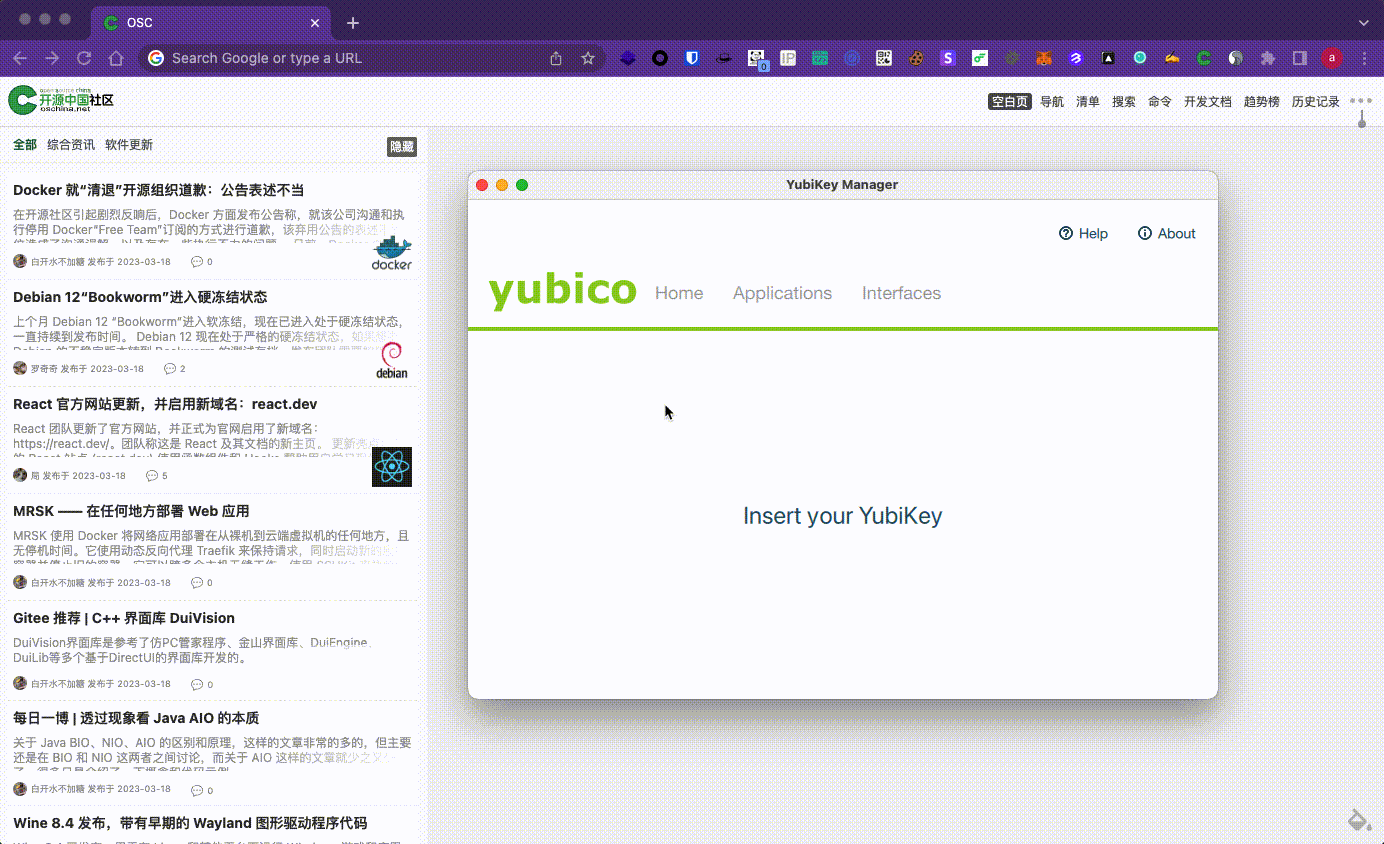 OSC
Search Google or type a URL
0
IP
S
a
open source china
开源中国社区
oschina.net
空白页 导航 清单 搜索 命令 开发文档 趋势榜 历史记录
全部 综合资讯 软件更新 隐藏
Docker 就“清退”开源组织道歉：公告表述不当
在开源社区引起剧烈反响后，Docker 方面发布公告称，就该公司沟通和执
行停用 Docker“Free Team”订阅的方式进行道歉，该弃用公告的表述
docker
白开水不加糖 发布于 2023-03-18 0
Debian 12“Bookworm”进入硬冻结状态
上个月 Debian 12 “Bookworm”进入软冻结，现在已进入处于硬冻结状态，
一直持续到发布时间。 Debian 12 现在处于严格的硬冻结状态，如果
debian
罗奇奇 发布于 2023-03-18 2
React 官方网站更新，并启用新域名：react.dev
React 团队更新了官方网站，并正式为官网启用了新域名：
https://react.dev/。团队称这是 React 及其文档的新主页。 更新亮点
局 发布于 2023-03-18 5
MRSK —— 在任何地方部署 Web 应用
MRSK 使用 Docker 将网络应用部署在从裸机到云端虚拟机的任何地方，且
无停机时间。它使用动态反向代理 Traefik 来保持请求，同时启动新的
白开水不加糖 发布于 2023-03-18 0
Gitee 推荐 | C++ 界面库 DuiVision
DuiVision界面库是参考了仿PC管家程序、金山界面库、DuiEngine、
DuiLib等多个基于DirectUI的界面库开发的。
白开水不加糖 发布于 2023-03-18 0
每日一博 | 透过现象看 Java AIO 的本质
关于 Java BIO、NIO、AIO 的区别和原理，这样的文章非常的多的，但主要
还是在 BIO 和 NIO 这两者之间讨论，而关于 AIO 这样的文章就少之又
白开水不加糖 发布于 2023-03-18 0
Wine 8.4 发布，带有早期的 Wayland 图形驱动程序代码
YubiKey Manager
Help About
yubico Home Applications Interfaces
Insert your YubiKey
6